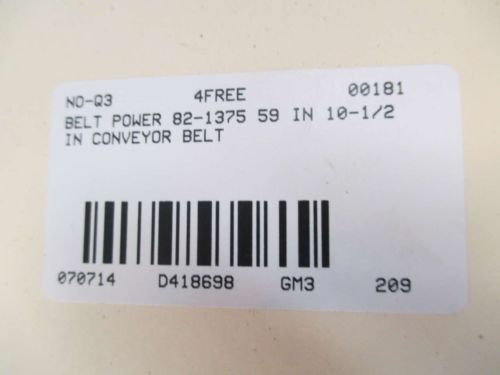 NO-Q3 4FREE 00181
BELT POWER 82-1375 59 IN 10-1/2
IN CONVEYOR BELT
070714 D418698 GM3 209